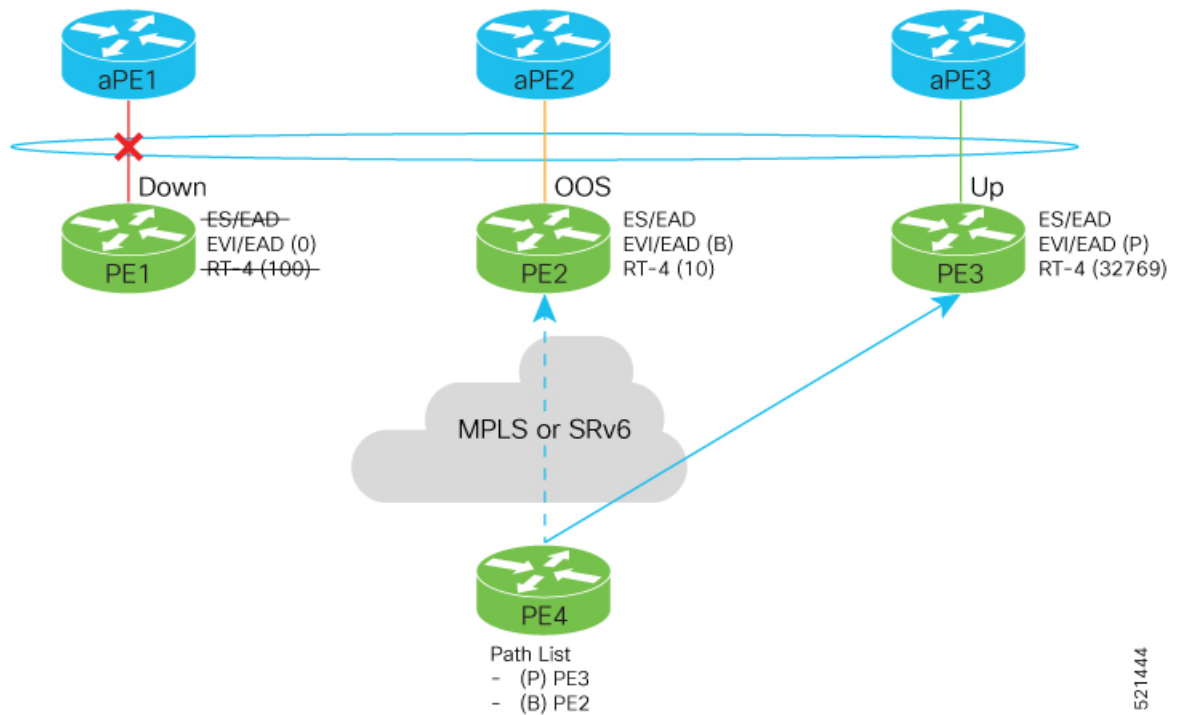 aPE1
aPE2
aPE3
Down
OOS
Up
PE1
ES/EAD
EVI/EAD (0)
RT-4 (100)
PE2
ES/EAD
EVI/EAD (B)
RT-4 (10)
PE3
ES/EAD
EVI/EAD (P)
RT-4 (32769)
MPLS or SRv6
PE4
Path List
- (P) PE3
- (B) PE2
521444